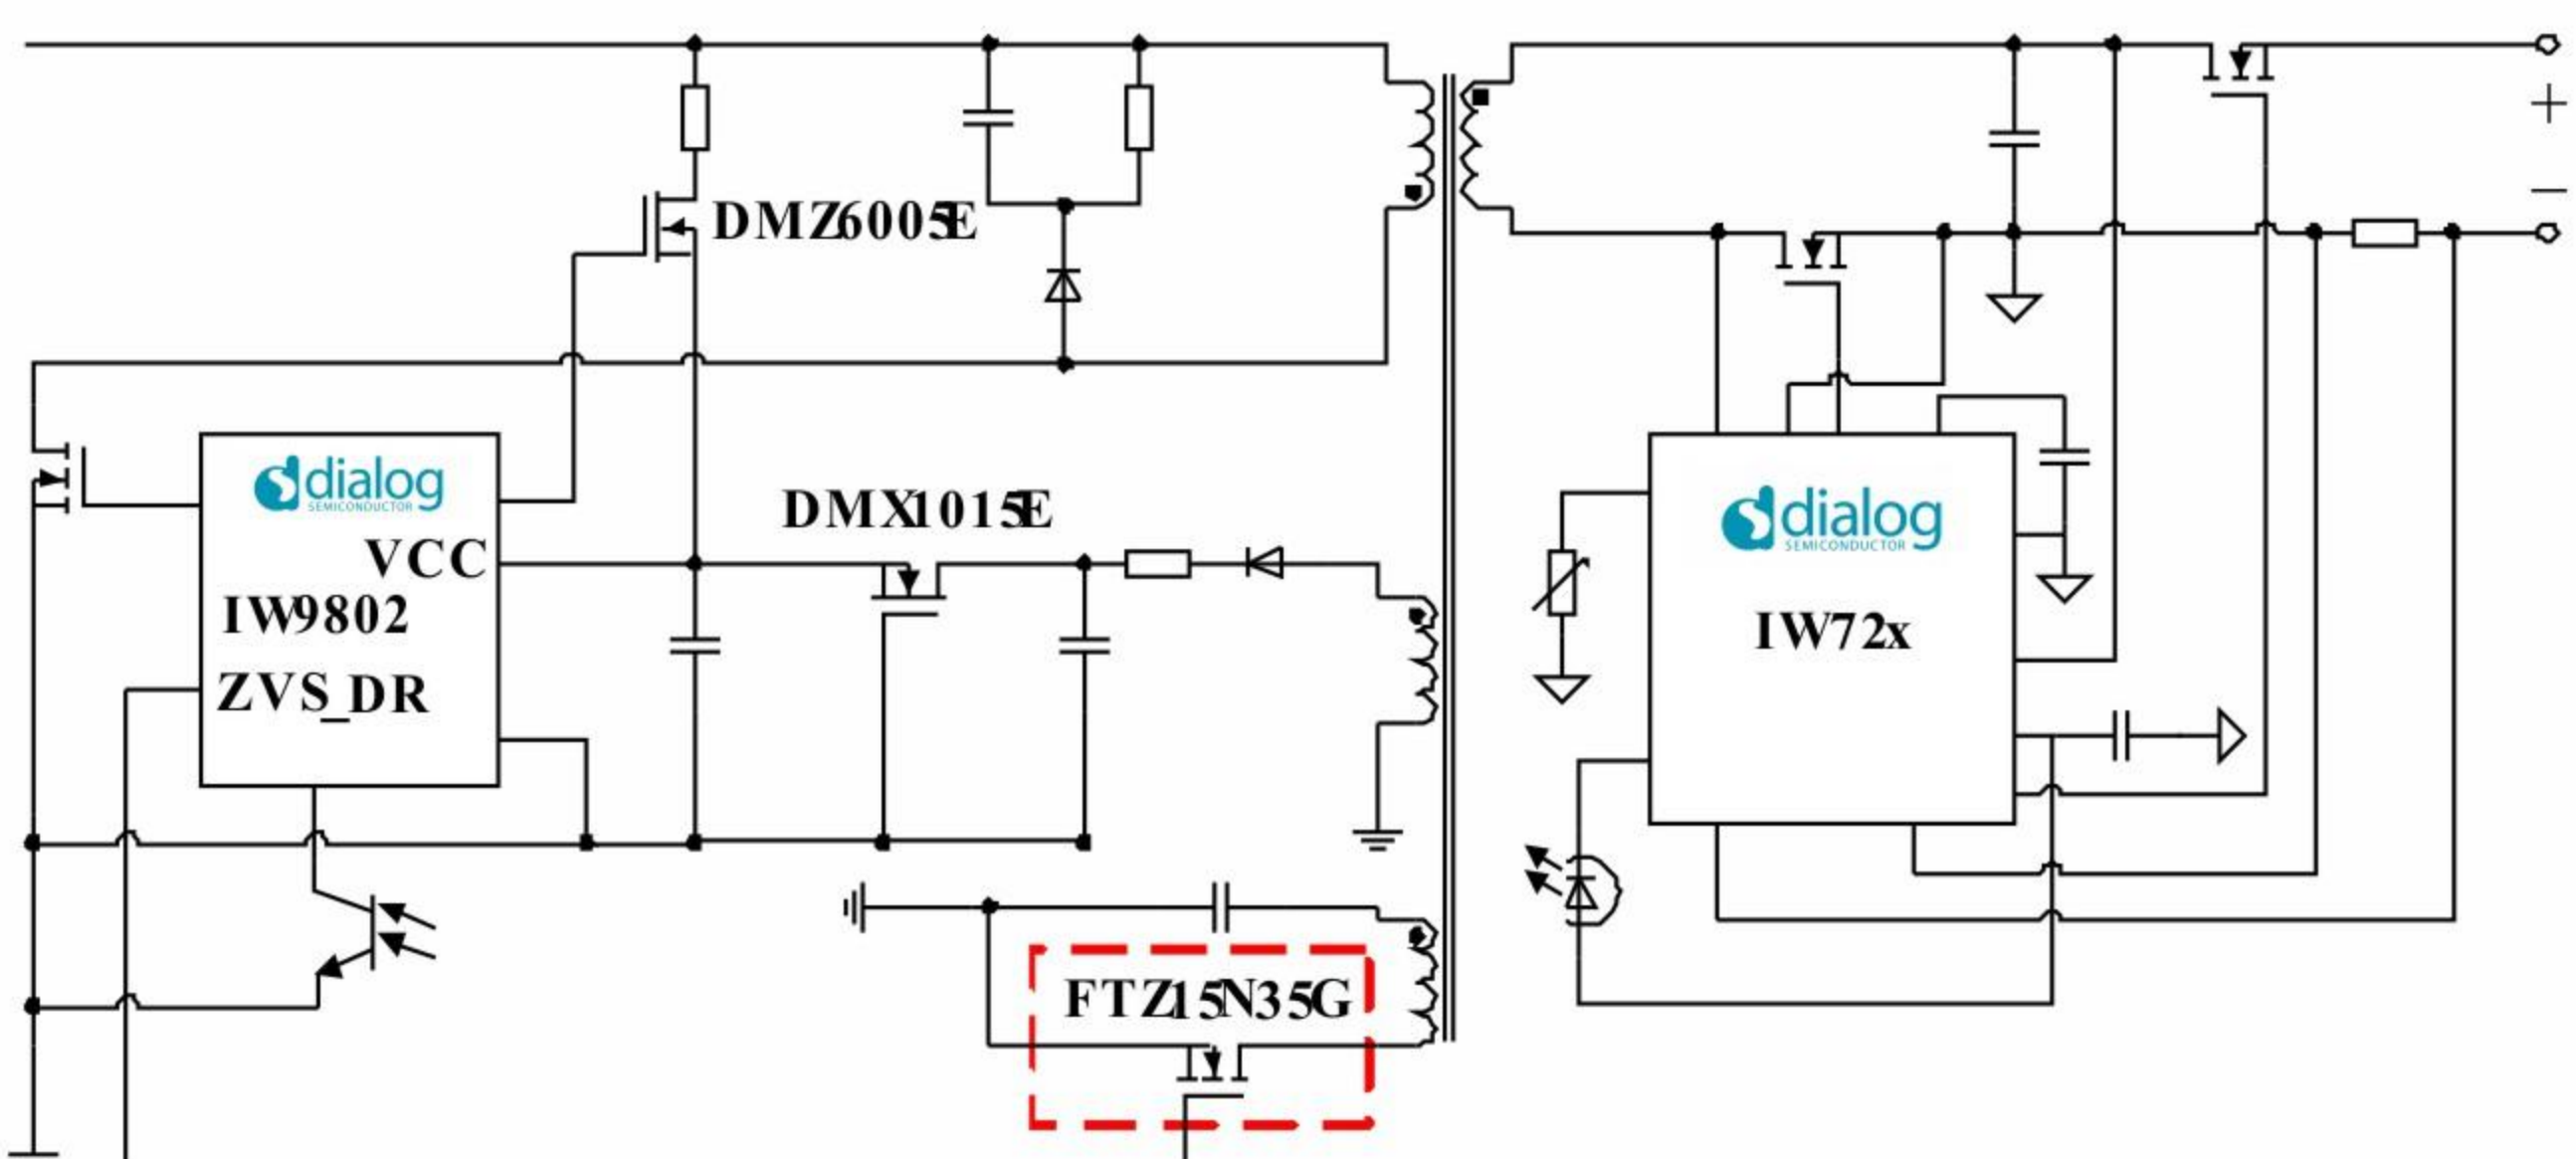 +
DMZ6005E
−
dialog
SEMICONDUCTOR
VCC
IW9802
ZVS_DR
DMX1015E
dialog
SEMICONDUCTOR
IW72x
FTZ15N35G